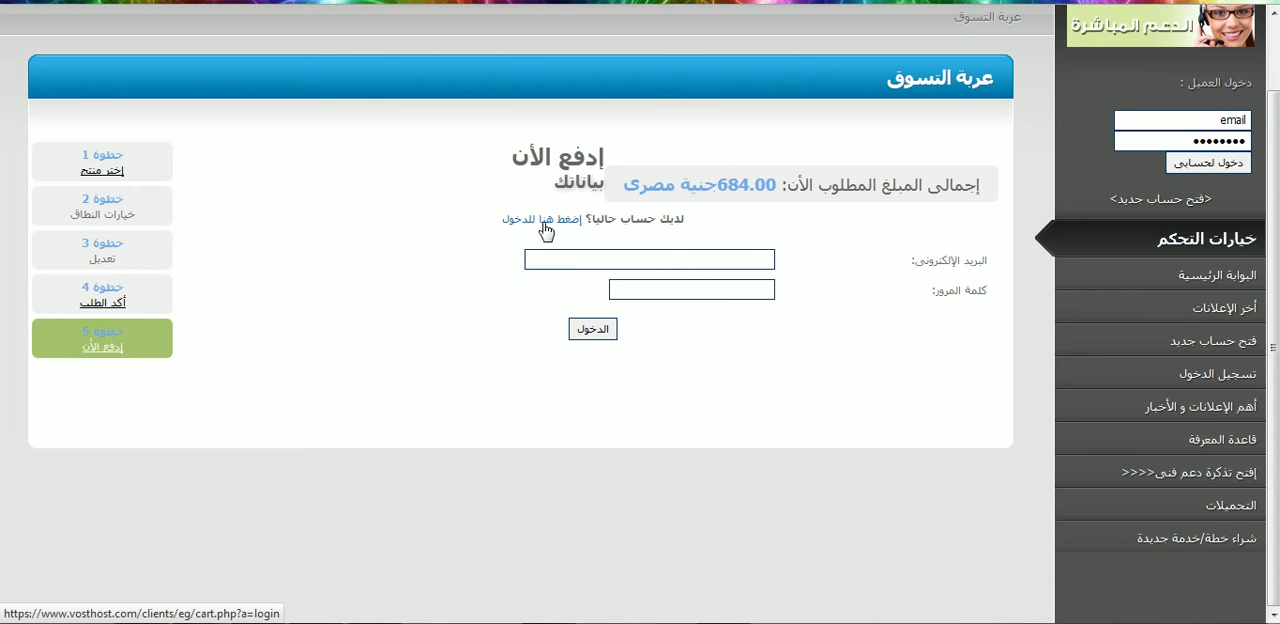 عربة التسوق
الدعم المباشرة
دخول العميل :
email
••••••••
دخول لحسابى
<فتح حساب جديد>
خيارات التحكم
البوابة الرئيسية
أخر الإعلانات
فتح حساب جديد
تسجيل الدخول
أهم الإعلانات و الأخبار
قاعدة المعرفة
إفتح تذكرة دعم فنى>>>>
التحميلات
شراء خطة/خدمة جديدة
عربة التسوق
إدفع الأن
إجمالى المبلغ المطلوب الأن: 684.00جنية مصرى
بياناتك
لديك حساب حاليا؟ إضغط هنا للدخول
البريد الإلكترونى:
كلمة المرور:
الدخول
خطوة 1
إختر منتج
خطوة 2
خيارات النطاق
خطوة 3
تعديل
خطوة 4
أكد الطلب
خطوة 5
إدفع الأن
https://www.vosthost.com/clients/eg/cart.php?a=login